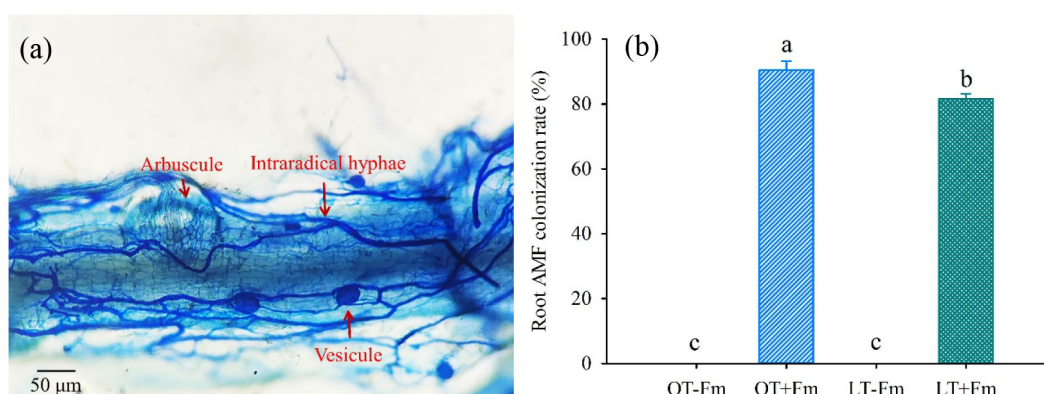 (a)
Arbuscule
Intraradical hyphae
Vesicule
50 μm
(b)
Root AMF colonization rate (%)
100
80
60
40
20
0
c
a
c
b
OT-Fm
OT+Fm
LT-Fm
LT+Fm